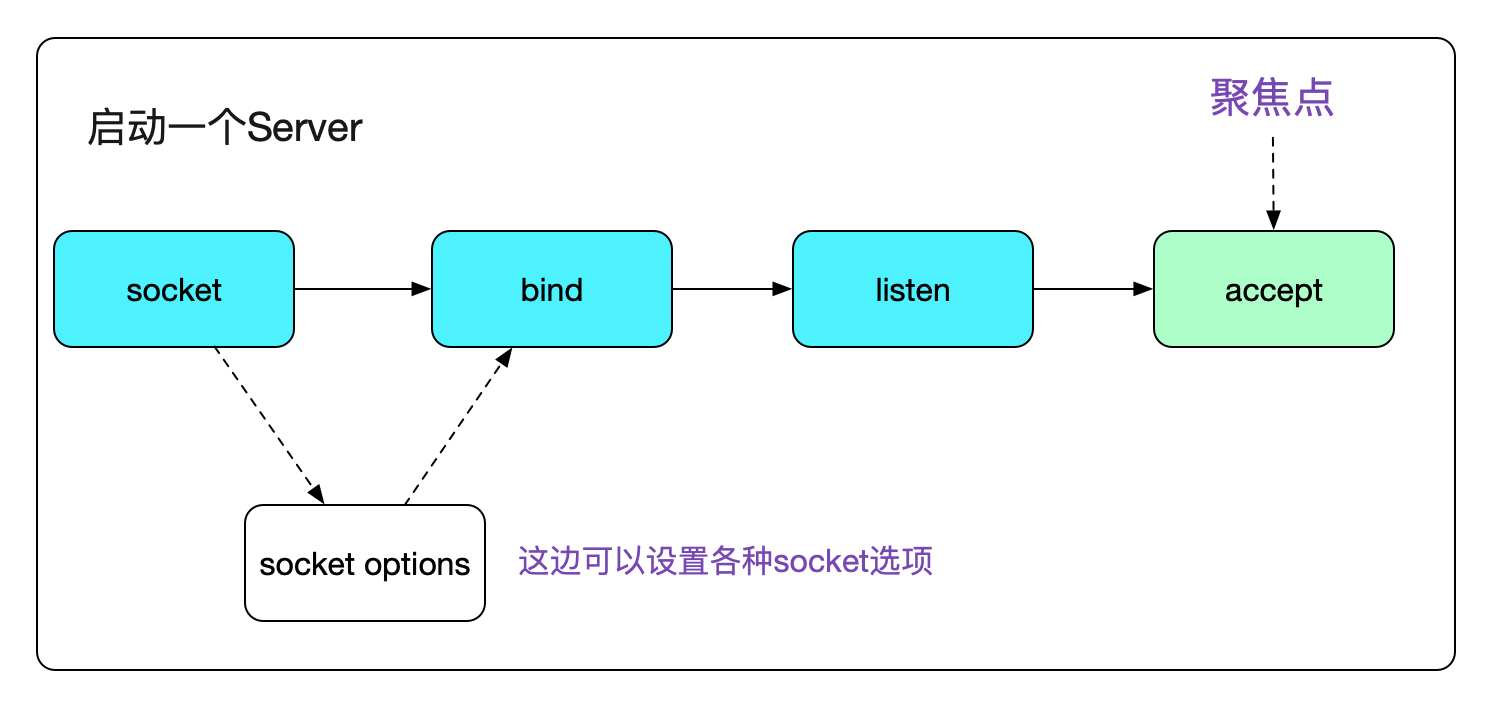 聚焦点
启动一个Server
socket
bind
listen
accept
socket options
这边可以设置各种socket选项